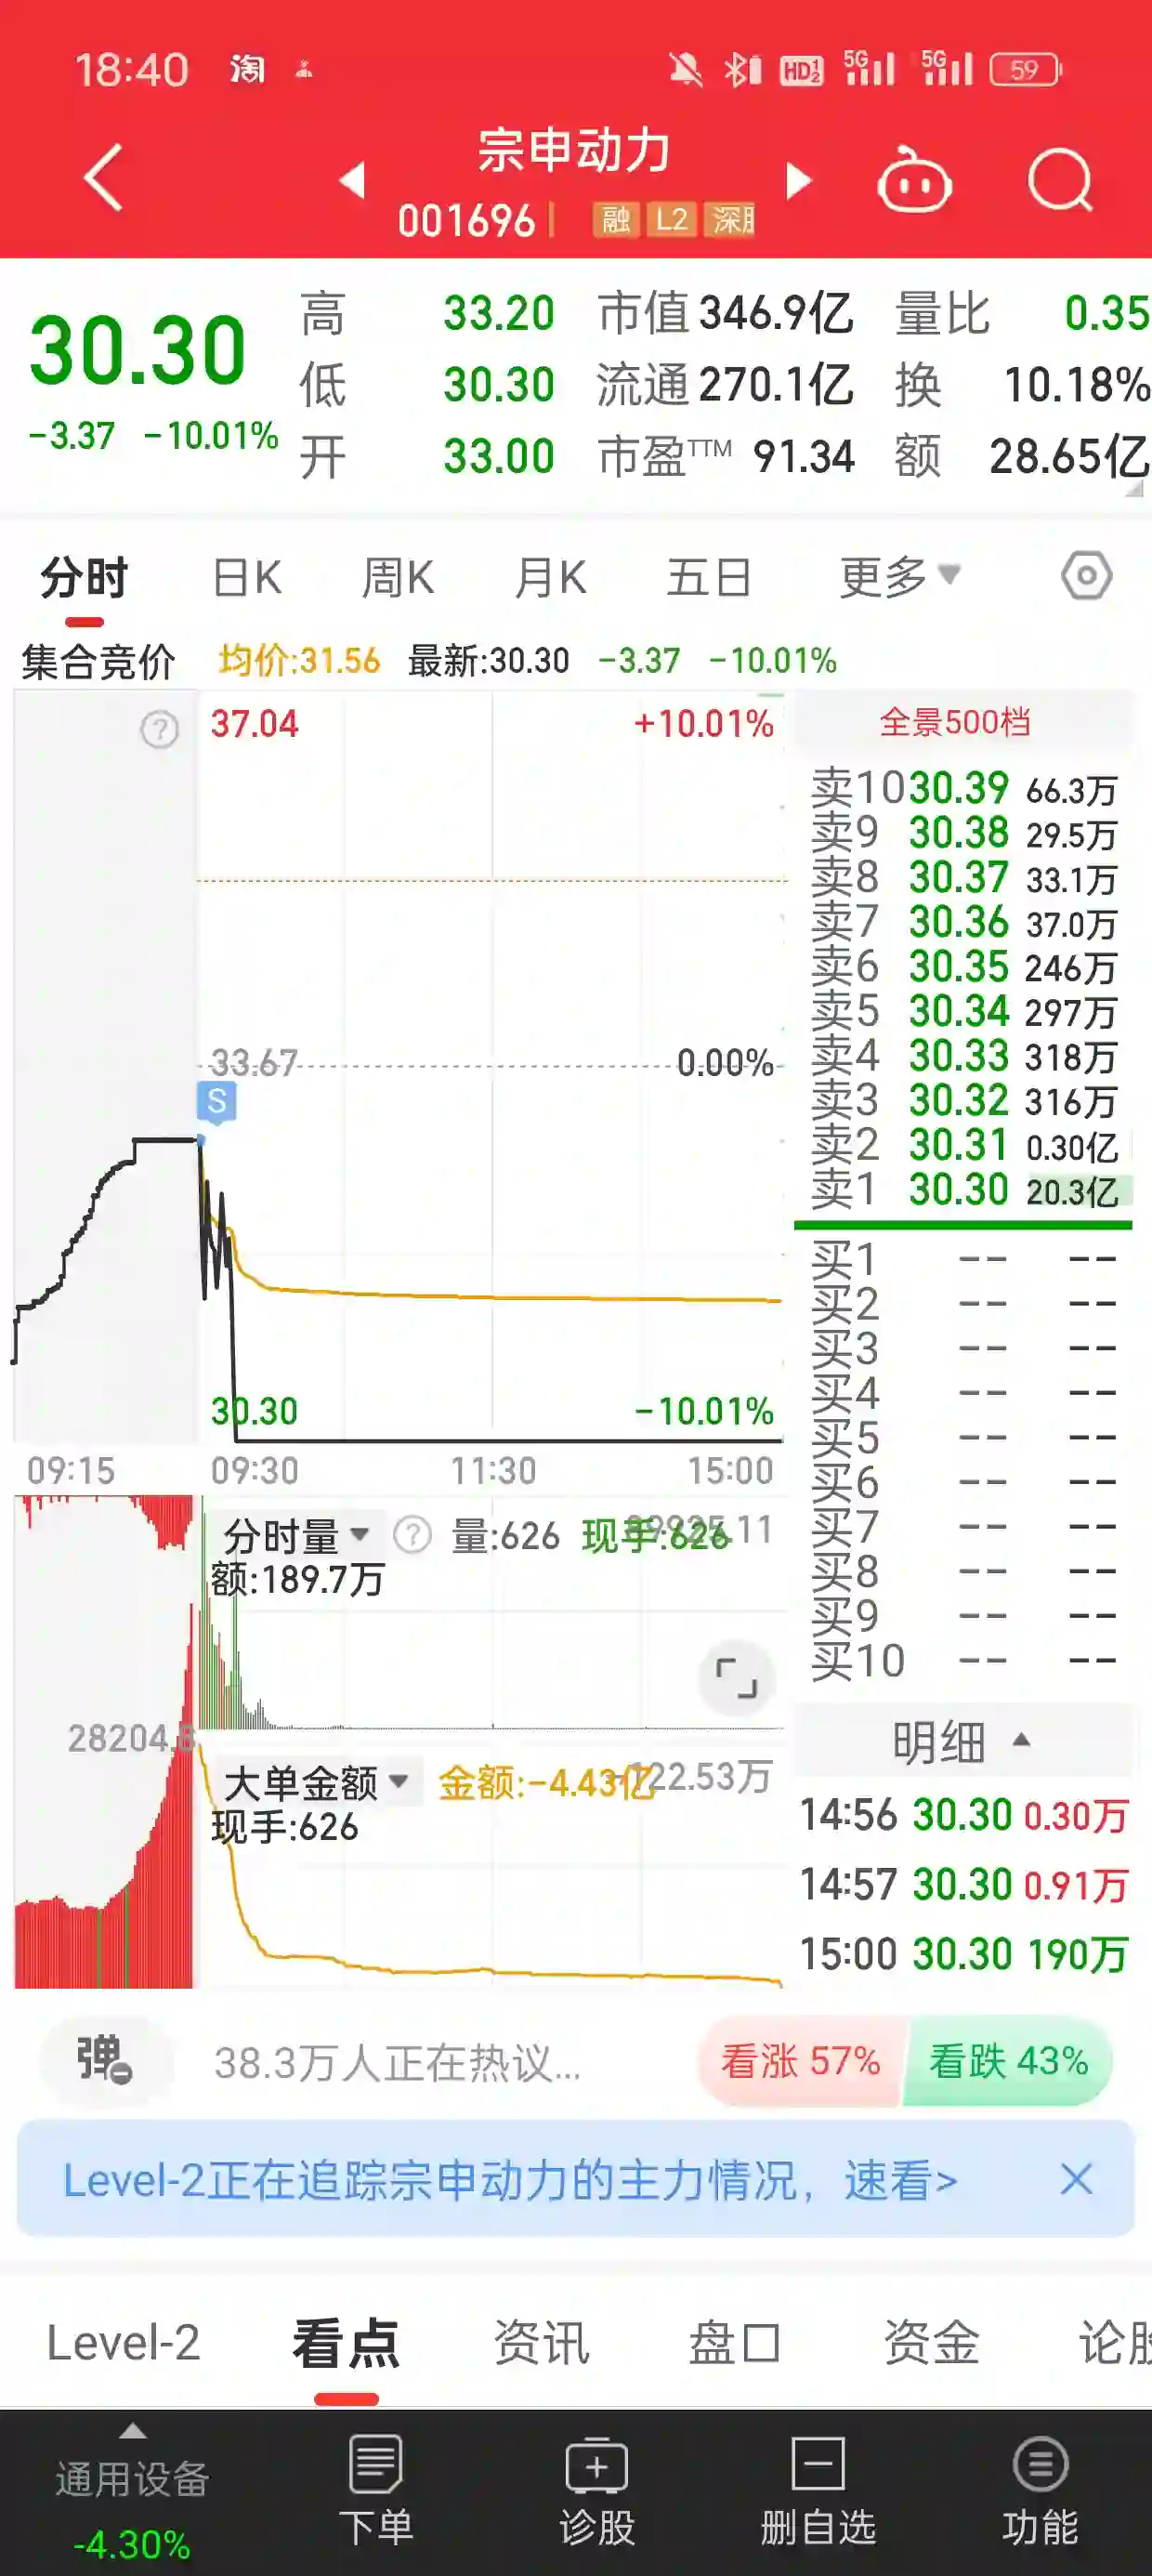 18:40 淘 HD 1 2 5G 5G 59
宗申动力
001696 融 L2 深股
30.30
-3.37 -10.01%
高 33.20 市值 346.9亿 量比 0.35
低 30.30 流通 270.1亿 换 10.18%
开 33.00 市盈TTM 91.34 额 28.65亿
分时 日K 周K 月K 五日 更多
集合竞价 均价:31.56 最新:30.30 -3.37 -10.01%
37.04 +10.01%
33.67 0.00%
S
30.30 -10.01%
09:15 09:30 11:30 15:00
全景500档
卖10 30.39 66.3万
卖9 30.38 29.5万
卖8 30.37 33.1万
卖7 30.36 37.0万
卖6 30.35 246万
卖5 30.34 297万
卖4 30.33 318万
卖3 30.32 316万
卖2 30.31 0.30亿
卖1 30.30 20.3亿
买1 -- --
买2 -- --
买3 -- --
买4 -- --
买5 -- --
买6 -- --
买7 -- --
买8 -- --
买9 -- --
买10 -- --
分时量 ? 量:626 现手:626
额:189.7万
28204.8
大单金额 金额:-4.43亿
现手:626
明细
14:56 30.30 0.30万
14:57 30.30 0.91万
15:00 30.30 190万
弹 38.3万人正在热议... 看涨 57% 看跌 43%
Level-2正在追踪宗申动力的主力情况，速看> ×
Level-2 看点 资讯 盘口 资金 论股
通用设备 下单 诊股 删自选 功能
-4.30%